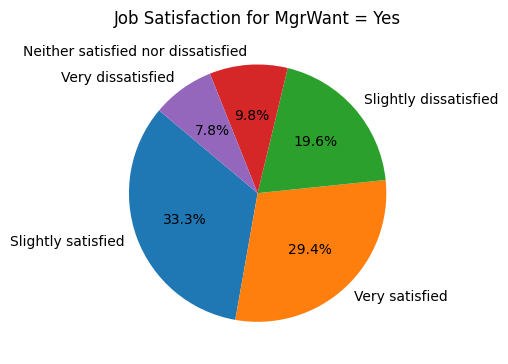 Job Satisfaction for MgrWant = Yes
Neither satisfied nor dissatisfied
Very dissatisfied
Slightly dissatisfied
9.8%
7.8%
19.6%
33.3%
Slightly satisfied
29.4%
Very satisfied